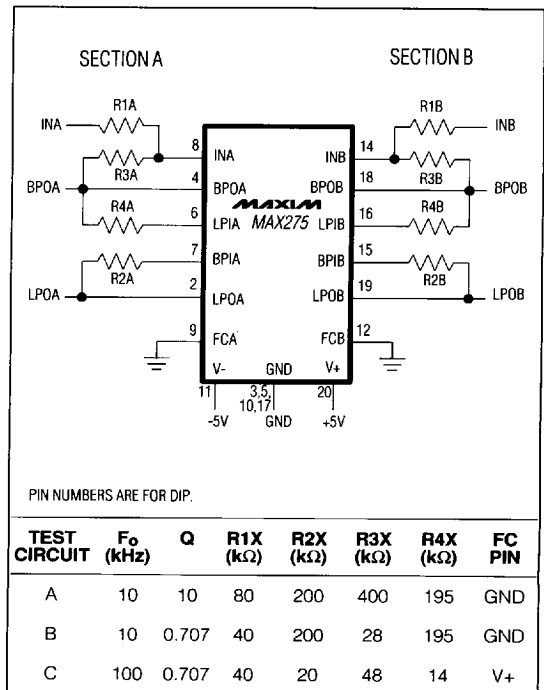 SECTION A SECTION B
R1A R1B
INA INB
8 INA INB 14
R3A R3B
BPOA 4 BPOA BPOB 18 BPOB
MAXIM
R4A 6 LPIA MAX275 LPIB 16 R4B
7 BPIA BPIB 15
R2A R2B
LPOA 2 LPOA LPOB 19 LPOB
9 FCA FCB 12
V- GND V+
11 3,5, 20
10,17
-5V GND +5V
PIN NUMBERS ARE FOR DIP.
TEST CIRCUIT Fo (kHz) Q R1X (kΩ) R2X (kΩ) R3X (kΩ) R4X (kΩ) FC PIN
A 10 10 80 200 400 195 GND
B 10 0.707 40 200 28 195 GND
C 100 0.707 40 20 48 14 V+